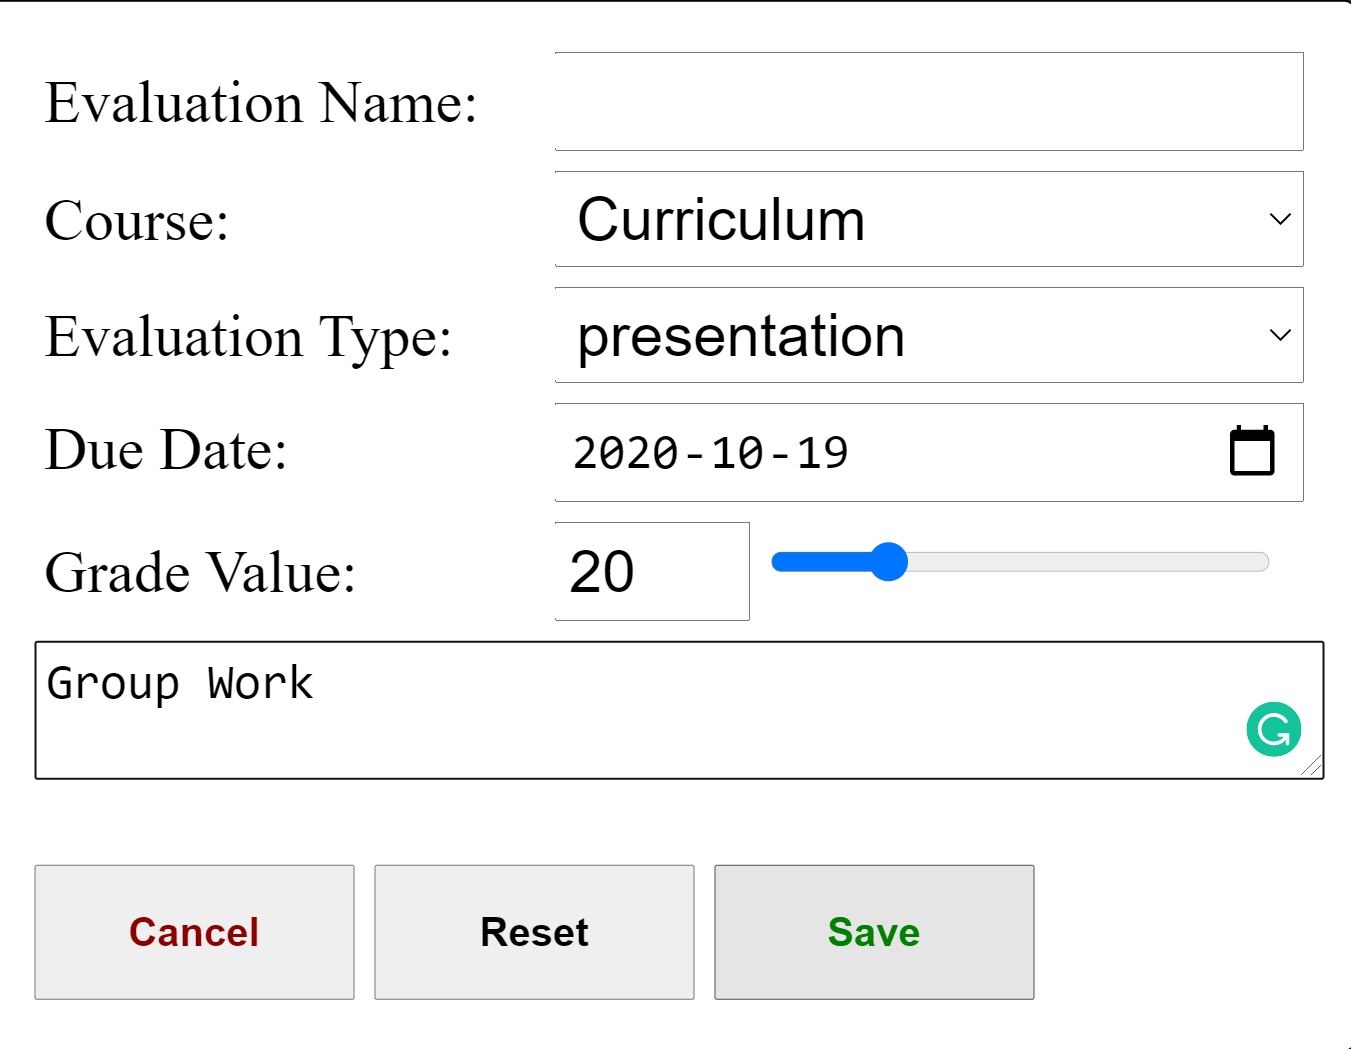 Evaluation Name:
Course: Curriculum
Evaluation Type: presentation
Due Date: 2020-10-19
Grade Value: 20
Group Work
Cancel Reset Save